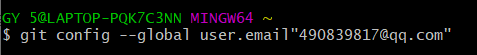 GY 5@LAPTOP-PQK7C3NN MINGW64 ~
$ git config --global user.email"490839817@qq.com"